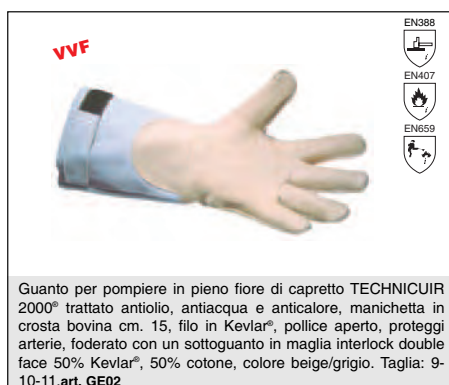 VVF
EN388
EN407
EN659
Guanto per pompiere in pieno fiore di capretto TECHNICUIR
2000® trattato antiolio, antiacqua e anticalore, manichetta in
crosta bovina cm. 15, filo in Kevlar®, pollice aperto, proteggi
arterie, foderato con un sottoguanto in maglia interlock double
face 50% Kevlar®, 50% cotone, colore beige/grigio. Taglia: 9-
10-11.art. GE02